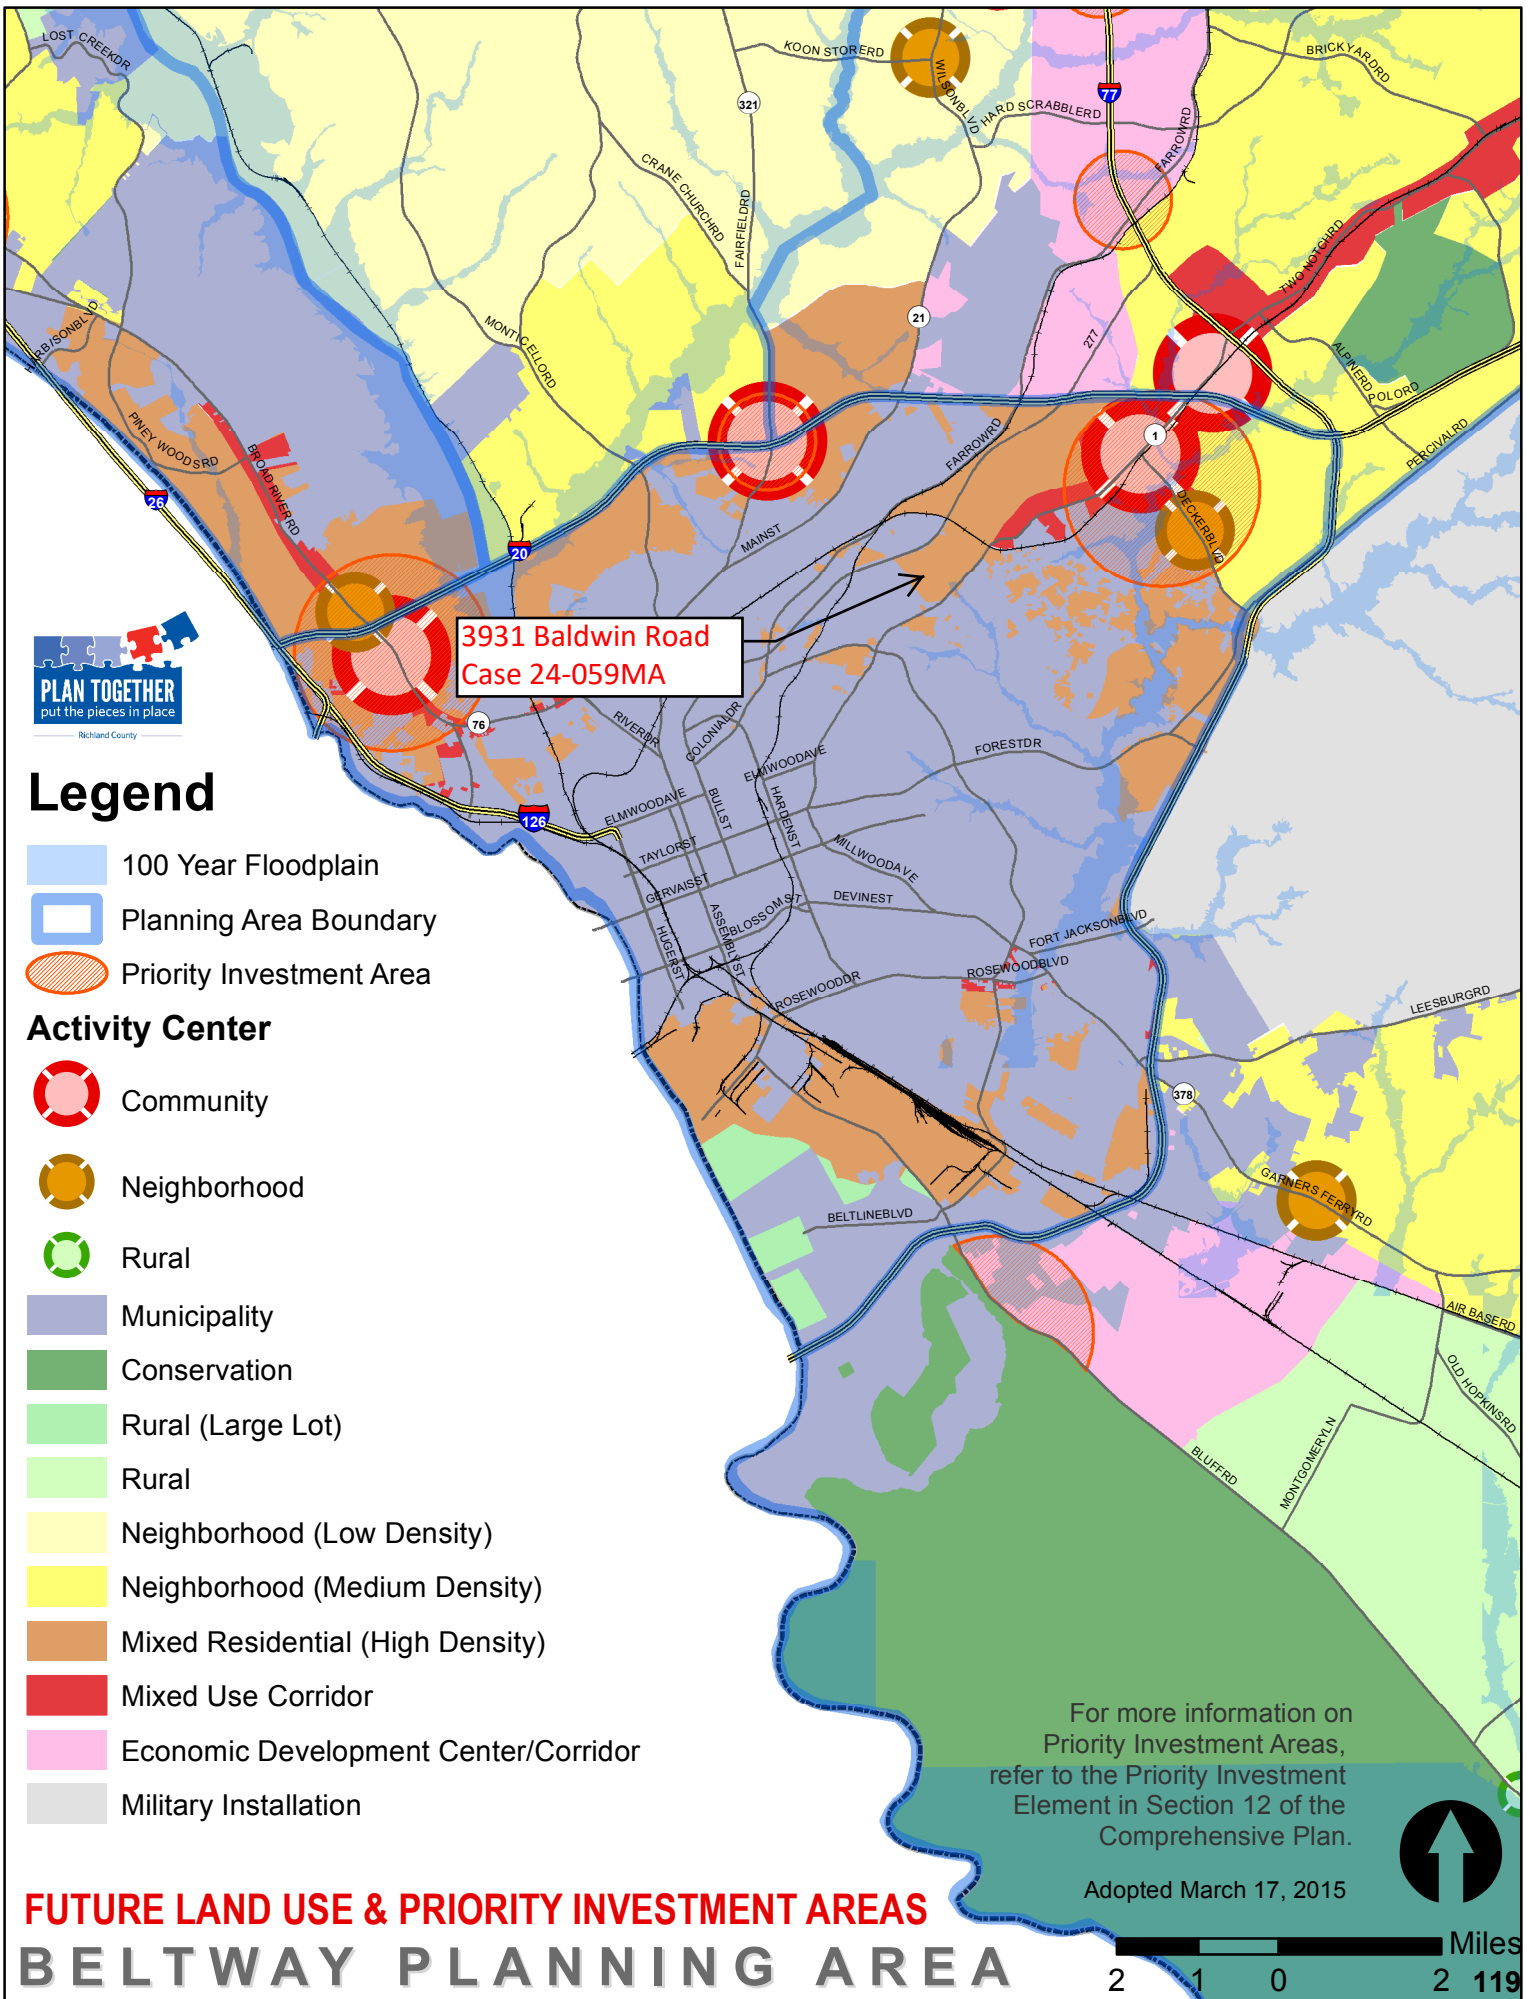 LOST CREEKDR
KOON STORERD
WILSONBLVD
BRICKYARDRD
77
321
HARD SCRABBLERD
FARROWRD
CRANE CHURCHRD
FAIRFIELDRD
TWO NOTCHRD
21
MONTICELLORD
277
ALPINERD
POLORD
PINEY WOODSRD
BROAD RIVERRD
FARROWRD
1
PERCIVALRD
26
DECKERBLVD
20
MAINST
3931 Baldwin Road
Case 24-059MA
PLAN TOGETHER
put the pieces in place
Richland County
76
RIVERDR
COLONIALDR
FORESTDR
ELMWOODAVE
Legend
ELMWOODAVE
BULLST
HARDENST
126
TAYLORST
MILLWOODAVE
100 Year Floodplain
GERVAISST
DEVINEST
Planning Area Boundary
ASSEMBLYST
BLOSSOMST
FORT JACKSONBLVD
HUGERST
Priority Investment Area
ROSEWOODDR
ROSEWOODBLVD
LEESBURGRD
Activity Center
Community
378
Neighborhood
GARNERS FERRYRD
BELTLINEBLVD
Rural
Municipality
AIR BASERD
Conservation
OLD HOPKINSRD
Rural (Large Lot)
MONTGOMERYLN
BLUFFRD
Rural
Neighborhood (Low Density)
Neighborhood (Medium Density)
Mixed Residential (High Density)
Mixed Use Corridor
Economic Development Center/Corridor
Military Installation
For more information on
Priority Investment Areas,
refer to the Priority Investment
Element in Section 12 of the
Comprehensive Plan.
Adopted March 17, 2015
FUTURE LAND USE & PRIORITY INVESTMENT AREAS
BELTWAY PLANNING AREA
Miles
2 1 0 2
119